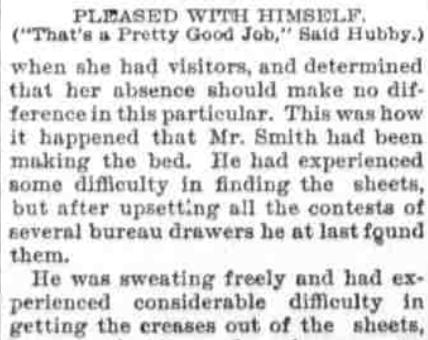 PLEASED WITH HIMSELF.
("That's a Pretty Good Job," Said Hubby.)
when she had visitors, and determined
that her absence should make no dif-
ference in this particular. This was how
it happened that Mr. Smith had been
making the bed. He had experienced
some difficulty in finding the sheets,
but after upsetting all the contests of
several bureau drawers he at last found
them.
He was sweating freely and had ex-
perienced considerable difficulty in
getting the creases out of the sheets,